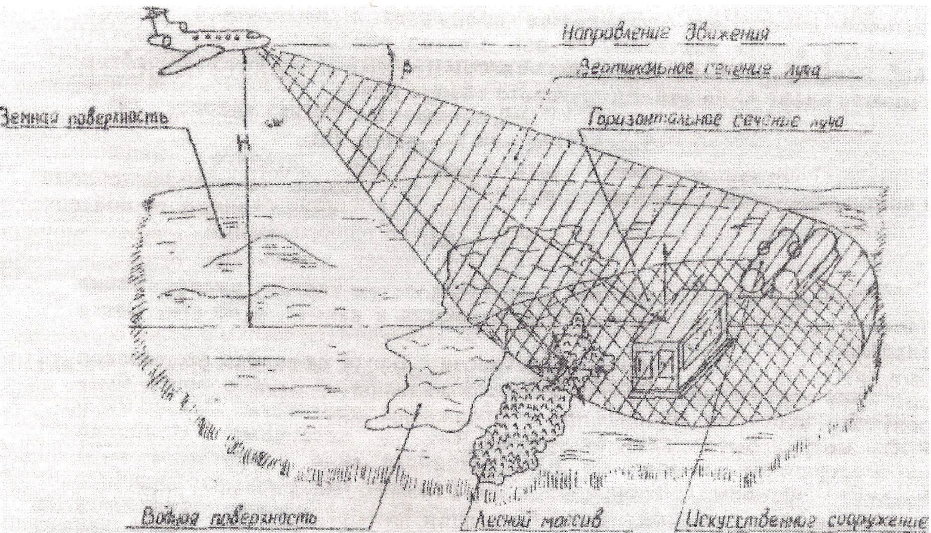 Направление движения
β
Вертикальное сечение луча
Земная поверхность
Горизонтальное сечение луча
H
Водная поверхность
Лесной массив
Искусственное сооружение